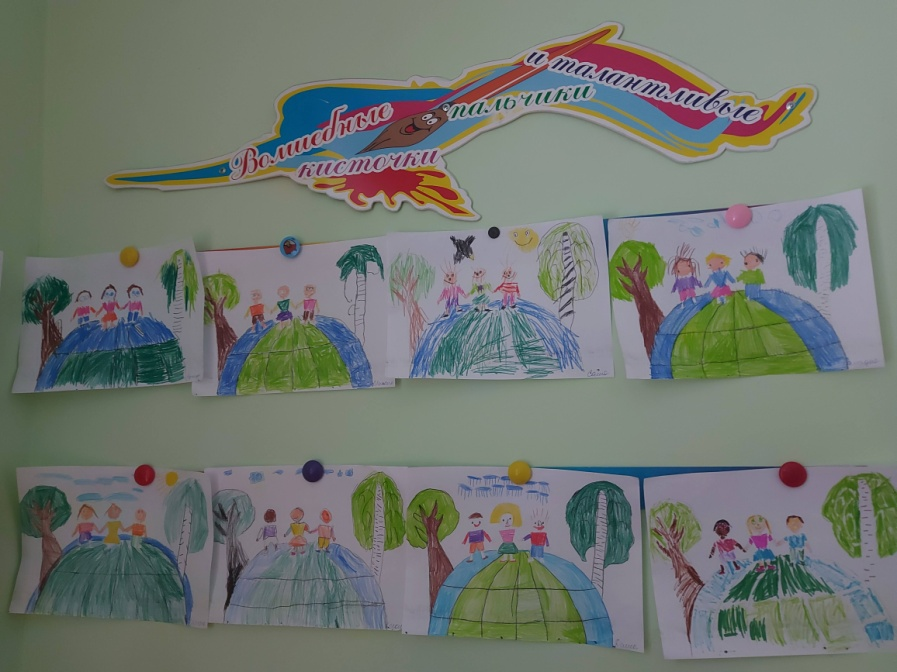 Волшебные
кисточки
и талантливые
пальчики